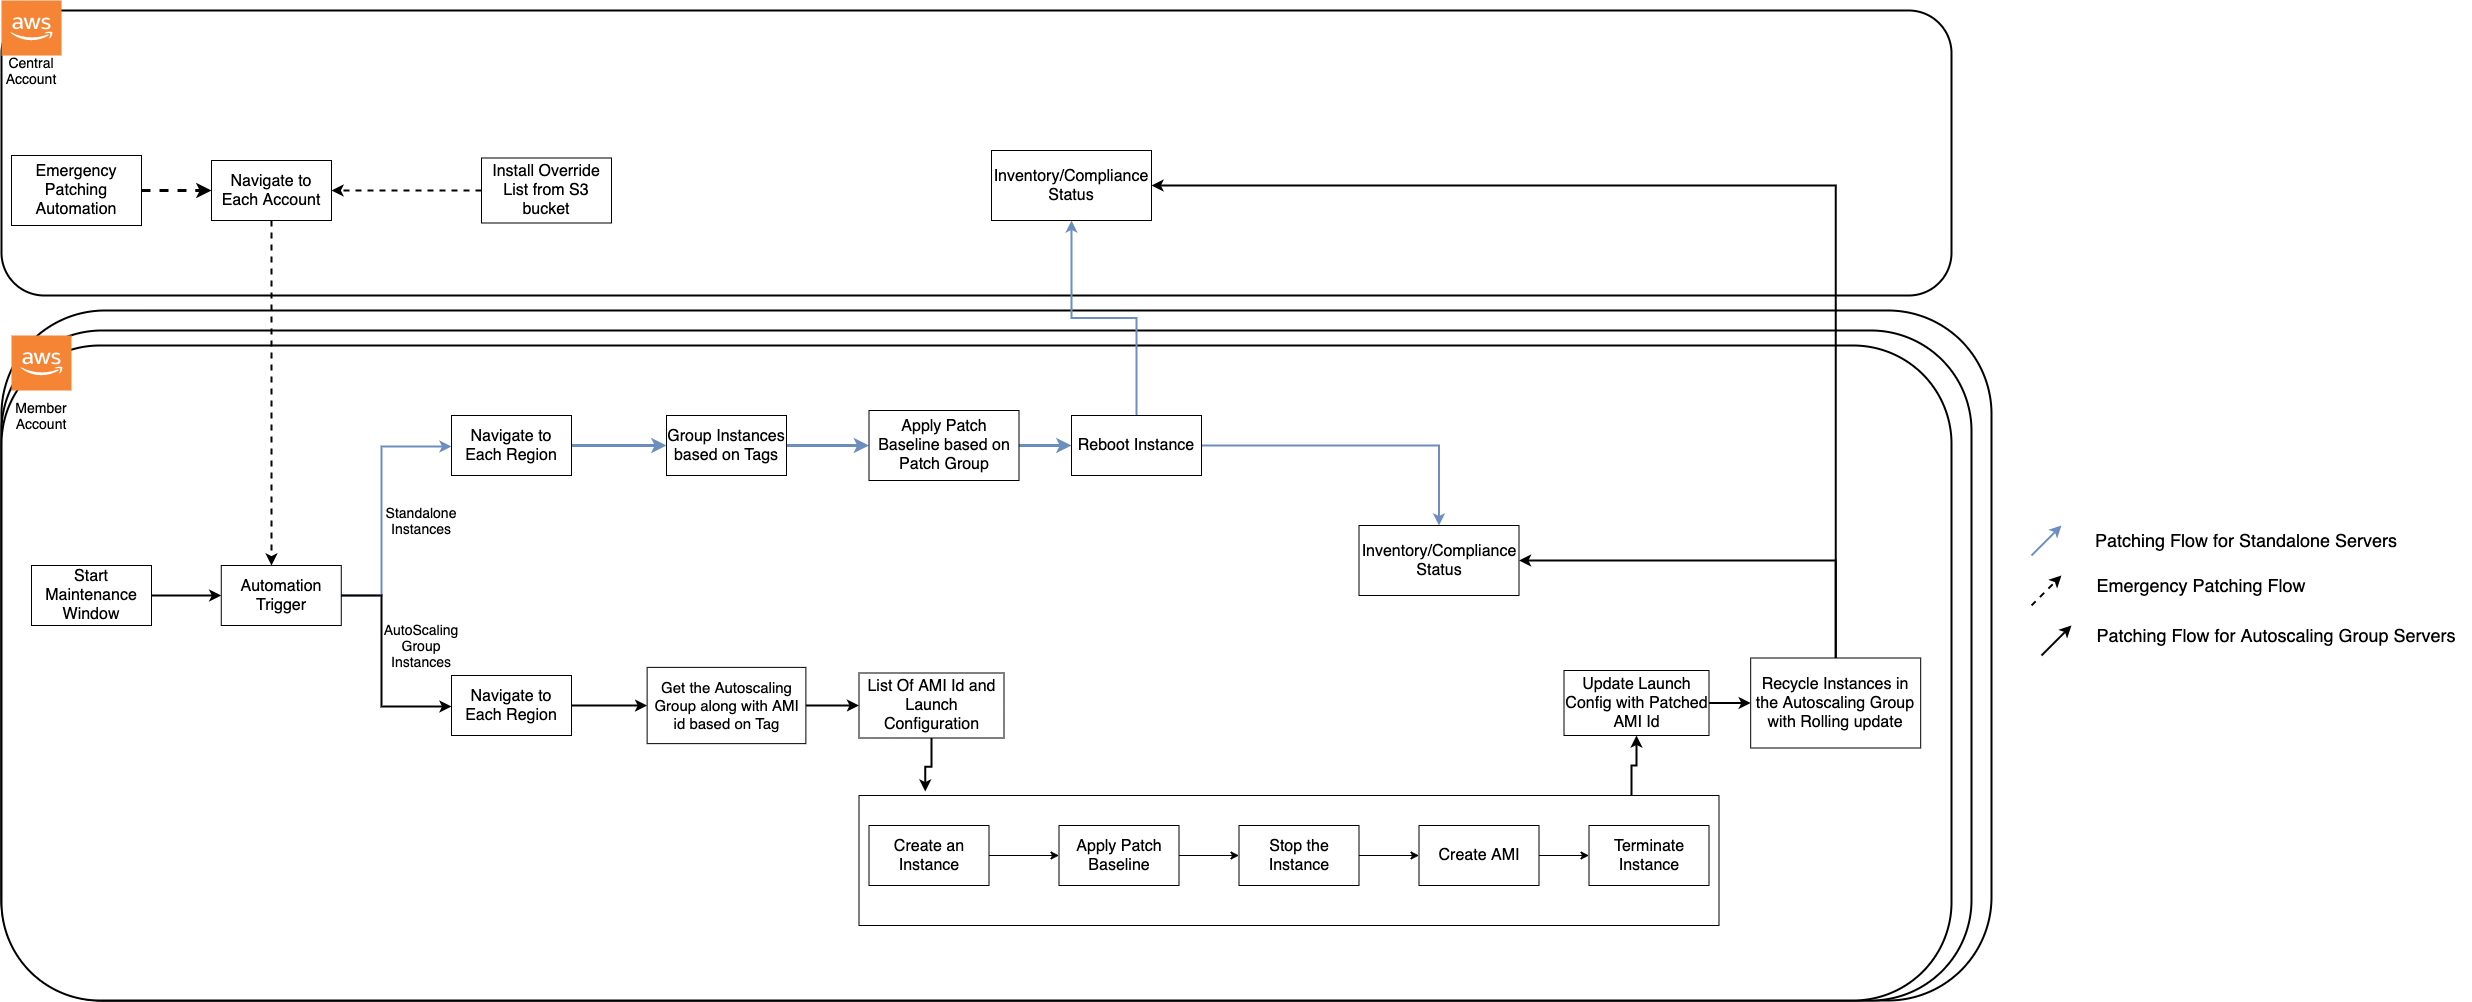 aws
Central
Account
Emergency
Patching
Automation
Navigate to
Each Account
Install Override
List from S3
bucket
Inventory/Compliance
Status
aws
Member
Account
Navigate to
Each Region
Group Instances
based on Tags
Apply Patch
Baseline based on
Patch Group
Reboot Instance
Standalone
Instances
Inventory/Compliance
Status
Start
Maintenance
Window
Automation
Trigger
AutoScaling
Group
Instances
Navigate to
Each Region
Get the Autoscaling
Group along with AMI
id based on Tag
List Of AMI Id and
Launch
Configuration
Update Launch
Config with Patched
AMI Id
Recycle Instances in
the Autoscaling Group
with Rolling update
Create an
Instance
Apply Patch
Baseline
Stop the
Instance
Create AMI
Terminate
Instance
Patching Flow for Standalone Servers
Emergency Patching Flow
Patching Flow for Autoscaling Group Servers